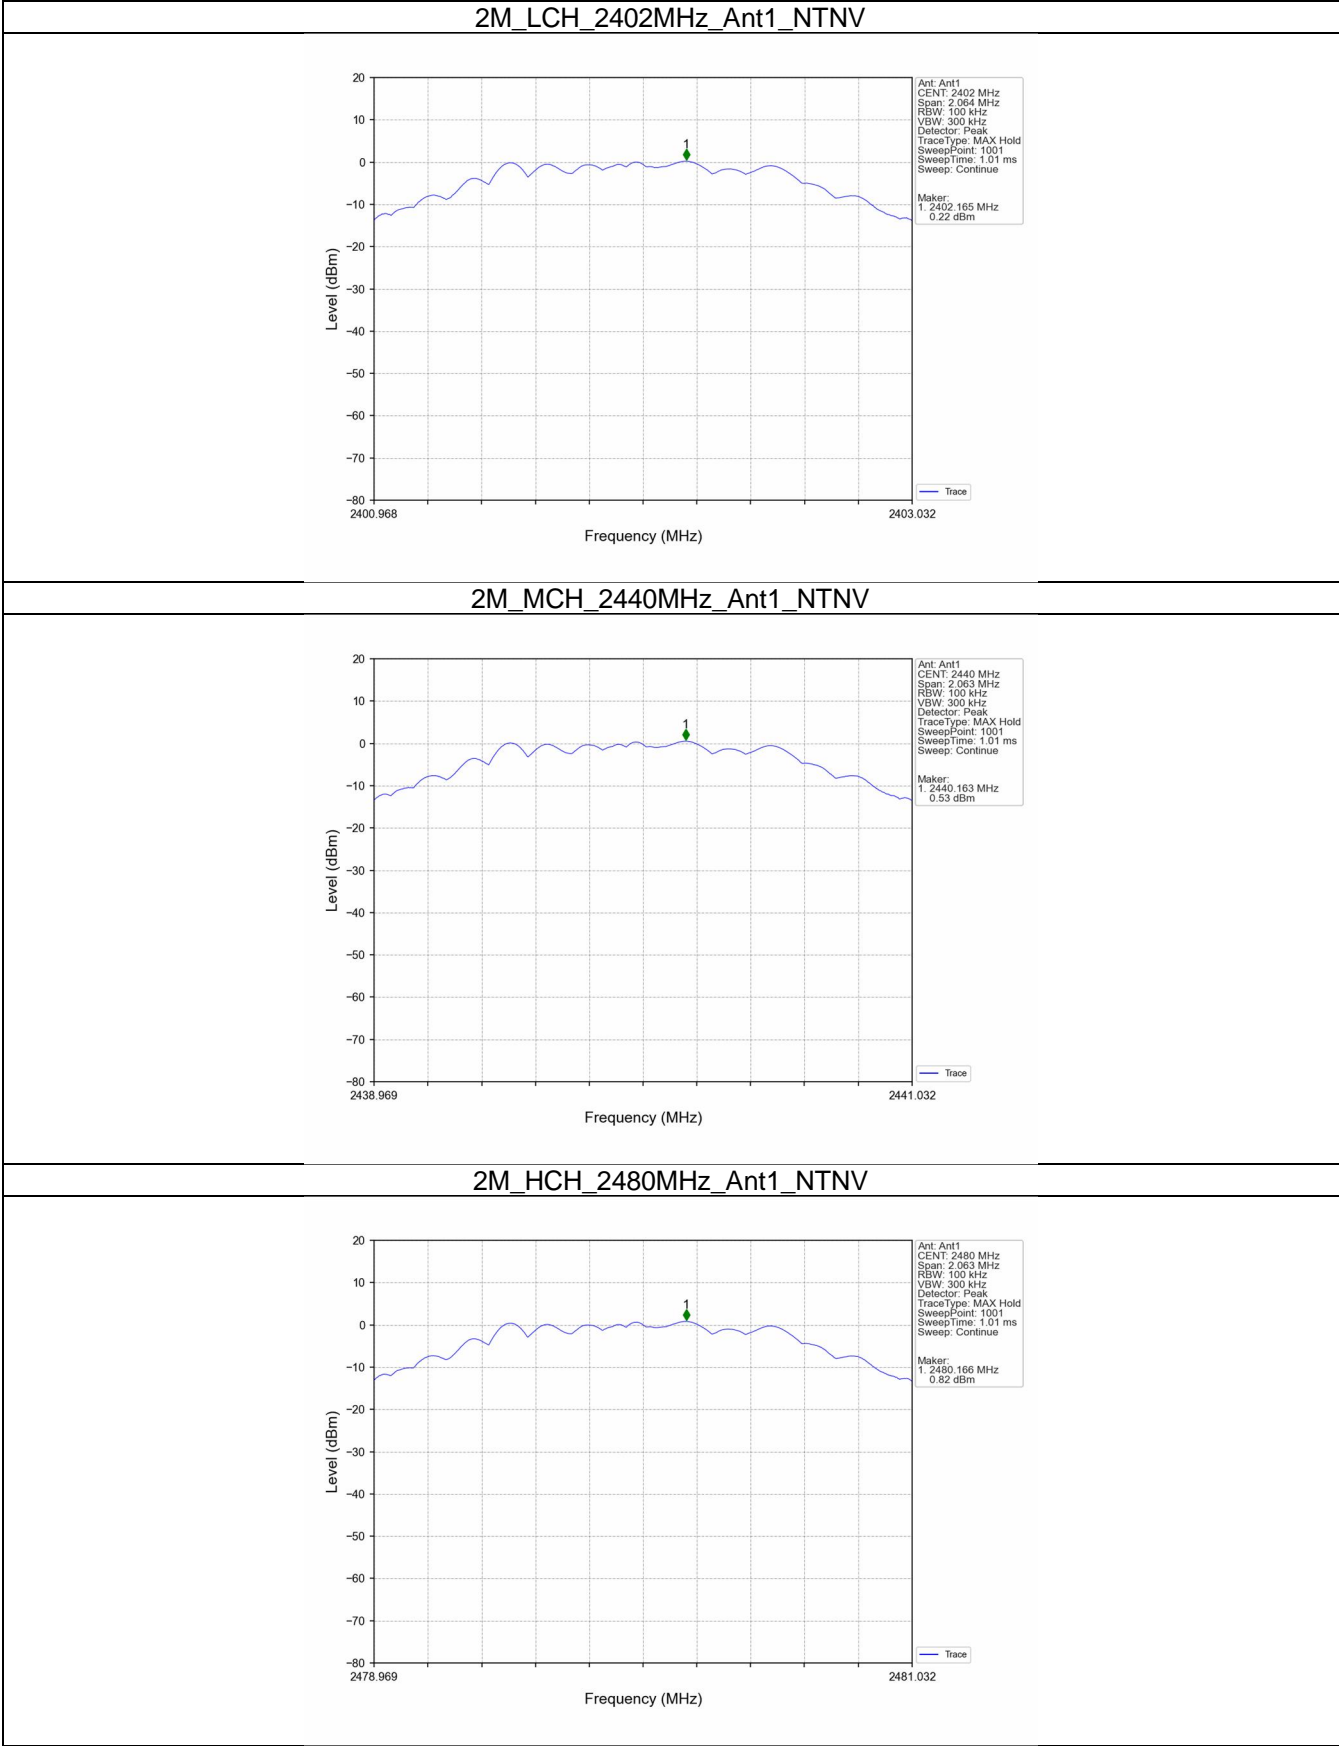 2M_LCH_2402MHz_Ant1_NTNV
20
10
0
−10
−20
−30
−40
−50
−60
−70
−80
Level (dBm)
1
2400.968
2403.032
Frequency (MHz)
Ant: Ant1
CENT: 2402 MHz
Span: 2.064 MHz
RBW: 100 kHz
VBW: 300 kHz
Detector: Peak
TraceType: MAX Hold
SweepPoint: 1001
SweepTime: 1.01 ms
Sweep: Continue
Maker:
1. 2402.165 MHz
0.22 dBm
Trace
2M_MCH_2440MHz_Ant1_NTNV
20
10
0
−10
−20
−30
−40
−50
−60
−70
−80
Level (dBm)
1
2438.969
2441.032
Frequency (MHz)
Ant: Ant1
CENT: 2440 MHz
Span: 2.063 MHz
RBW: 100 kHz
VBW: 300 kHz
Detector: Peak
TraceType: MAX Hold
SweepPoint: 1001
SweepTime: 1.01 ms
Sweep: Continue
Maker:
1. 2440.163 MHz
0.53 dBm
Trace
2M_HCH_2480MHz_Ant1_NTNV
20
10
0
−10
−20
−30
−40
−50
−60
−70
−80
Level (dBm)
1
2478.969
2481.032
Frequency (MHz)
Ant: Ant1
CENT: 2480 MHz
Span: 2.063 MHz
RBW: 100 kHz
VBW: 300 kHz
Detector: Peak
TraceType: MAX Hold
SweepPoint: 1001
SweepTime: 1.01 ms
Sweep: Continue
Maker:
1. 2480.166 MHz
0.82 dBm
Trace